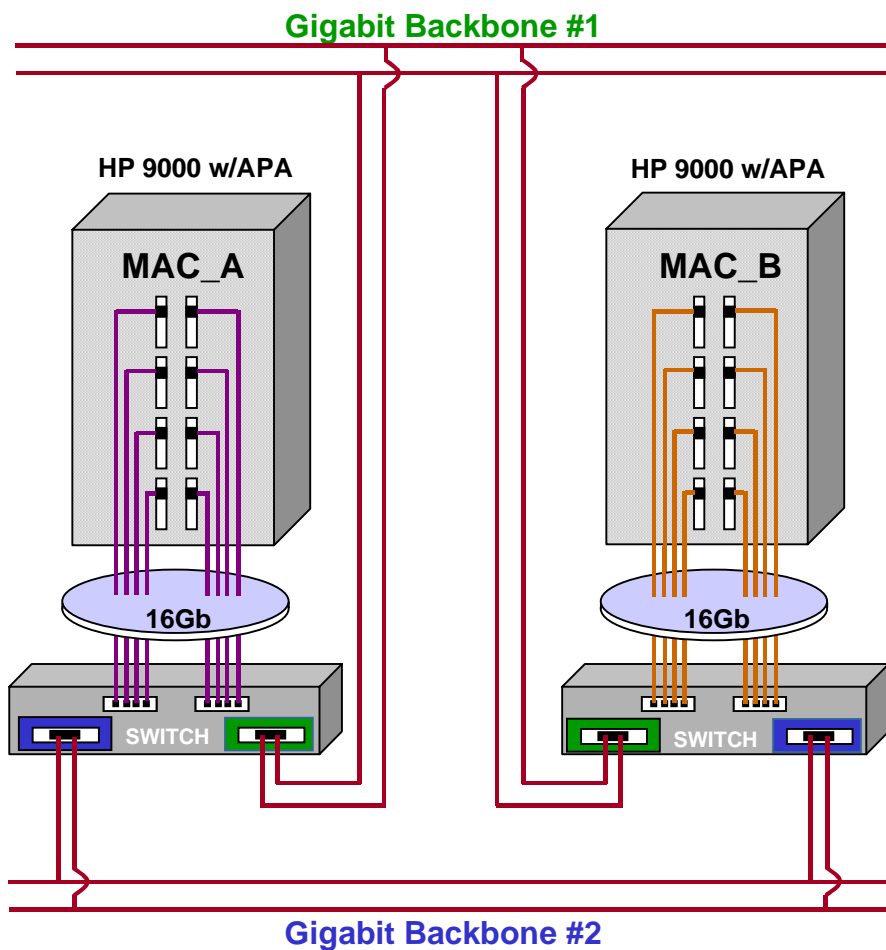 Gigabit Backbone #1
HP 9000 w/APA
HP 9000 w/APA
MAC_A
MAC_B
16Gb
16Gb
SWITCH
SWITCH
Gigabit Backbone #2